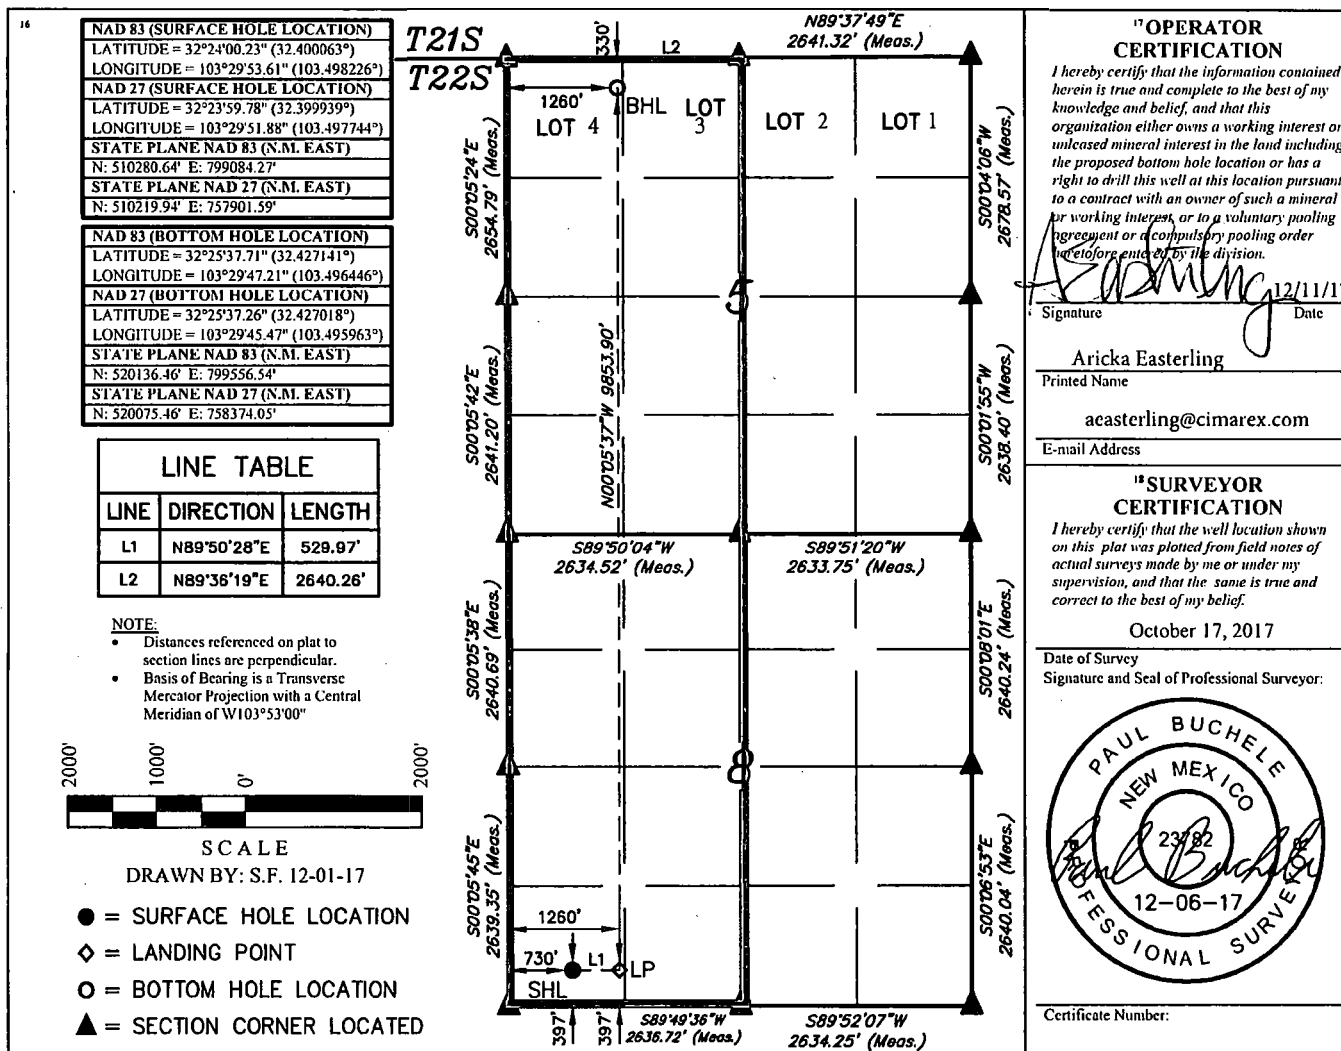 16
NAD 83 (SURFACE HOLE LOCATION)
LATITUDE = 32°24'00.23" (32.400063°)
LONGITUDE = 103°29'53.61" (103.498226°)
NAD 27 (SURFACE HOLE LOCATION)
LATITUDE = 32°23'59.78" (32.399939°)
LONGITUDE = 103°29'51.88" (103.497744°)
STATE PLANE NAD 83 (N.M. EAST)
N: 510280.64' E: 799084.27'
STATE PLANE NAD 27 (N.M. EAST)
N: 510219.94' E: 757901.59'
NAD 83 (BOTTOM HOLE LOCATION)
LATITUDE = 32°25'37.71" (32.427141°)
LONGITUDE = 103°29'47.21" (103.496446°)
NAD 27 (BOTTOM HOLE LOCATION)
LATITUDE = 32°25'37.26" (32.427018°)
LONGITUDE = 103°29'45.47" (103.495963°)
STATE PLANE NAD 83 (N.M. EAST)
N: 520136.46' E: 799556.54'
STATE PLANE NAD 27 (N.M. EAST)
N: 520075.46' E: 758374.05'
LINE TABLE
LINE DIRECTION LENGTH
L1 N89°50'28"E 529.97'
L2 N89°36'19"E 2640.26'
NOTE:
• Distances referenced on plat to
section lines are perpendicular.
• Basis of Bearing is a Transverse
Mercator Projection with a Central
Meridian of W103°53'00"
2000' 1000' 0' 2000'
SCALE
DRAWN BY: S.F. 12-01-17
● = SURFACE HOLE LOCATION
◇ = LANDING POINT
O = BOTTOM HOLE LOCATION
▲ = SECTION CORNER LOCATED
T21S
T22S
330'
L2
N89°37'49"E
2641.32' (Meas.)
1260'
BHL
LOT 4
LOT 3
LOT 2
LOT 1
S00°05'24"E
2654.79' (Meas.)
S00°04'06"W
2678.57' (Meas.)
5
N00°05'37"W 9853.90'
S00°05'42"E
2641.20' (Meas.)
S00°01'55"W
2638.40' (Meas.)
S89°50'04"W
2634.52' (Meas.)
S89°51'20"W
2633.75' (Meas.)
S00°05'38"E
2640.69' (Meas.)
S00°08'01"E
2640.24' (Meas.)
8
S00°05'45"E
2639.35' (Meas.)
S00°06'53"E
2640.04' (Meas.)
1260'
730'
L1
LP
SHL
397'
397'
S89°49'36"W
2636.72' (Meas.)
S89°52'07"W
2634.25' (Meas.)
17 OPERATOR
CERTIFICATION
I hereby certify that the information contained
herein is true and complete to the best of my
knowledge and belief, and that this
organization either owns a working interest or
unleased mineral interest in the land including
the proposed bottom hole location or has a
right to drill this well at this location pursuant
to a contract with an owner of such a mineral
or working interest, or to a voluntary pooling
agreement or a compulsory pooling order
heretofore entered by the division.
AEasterling 12/11/17
Signature Date
Aricka Easterling
Printed Name
aeasterling@cimarex.com
E-mail Address
18 SURVEYOR
CERTIFICATION
I hereby certify that the well location shown
on this plat was plotted from field notes of
actual surveys made by me or under my
supervision, and that the same is true and
correct to the best of my belief.
October 17, 2017
Date of Survey
Signature and Seal of Professional Surveyor:
PAUL BUCHELE
NEW MEXICO
23782
Paul Buchele
12-06-17
PROFESSIONAL SURVEYOR
Certificate Number: